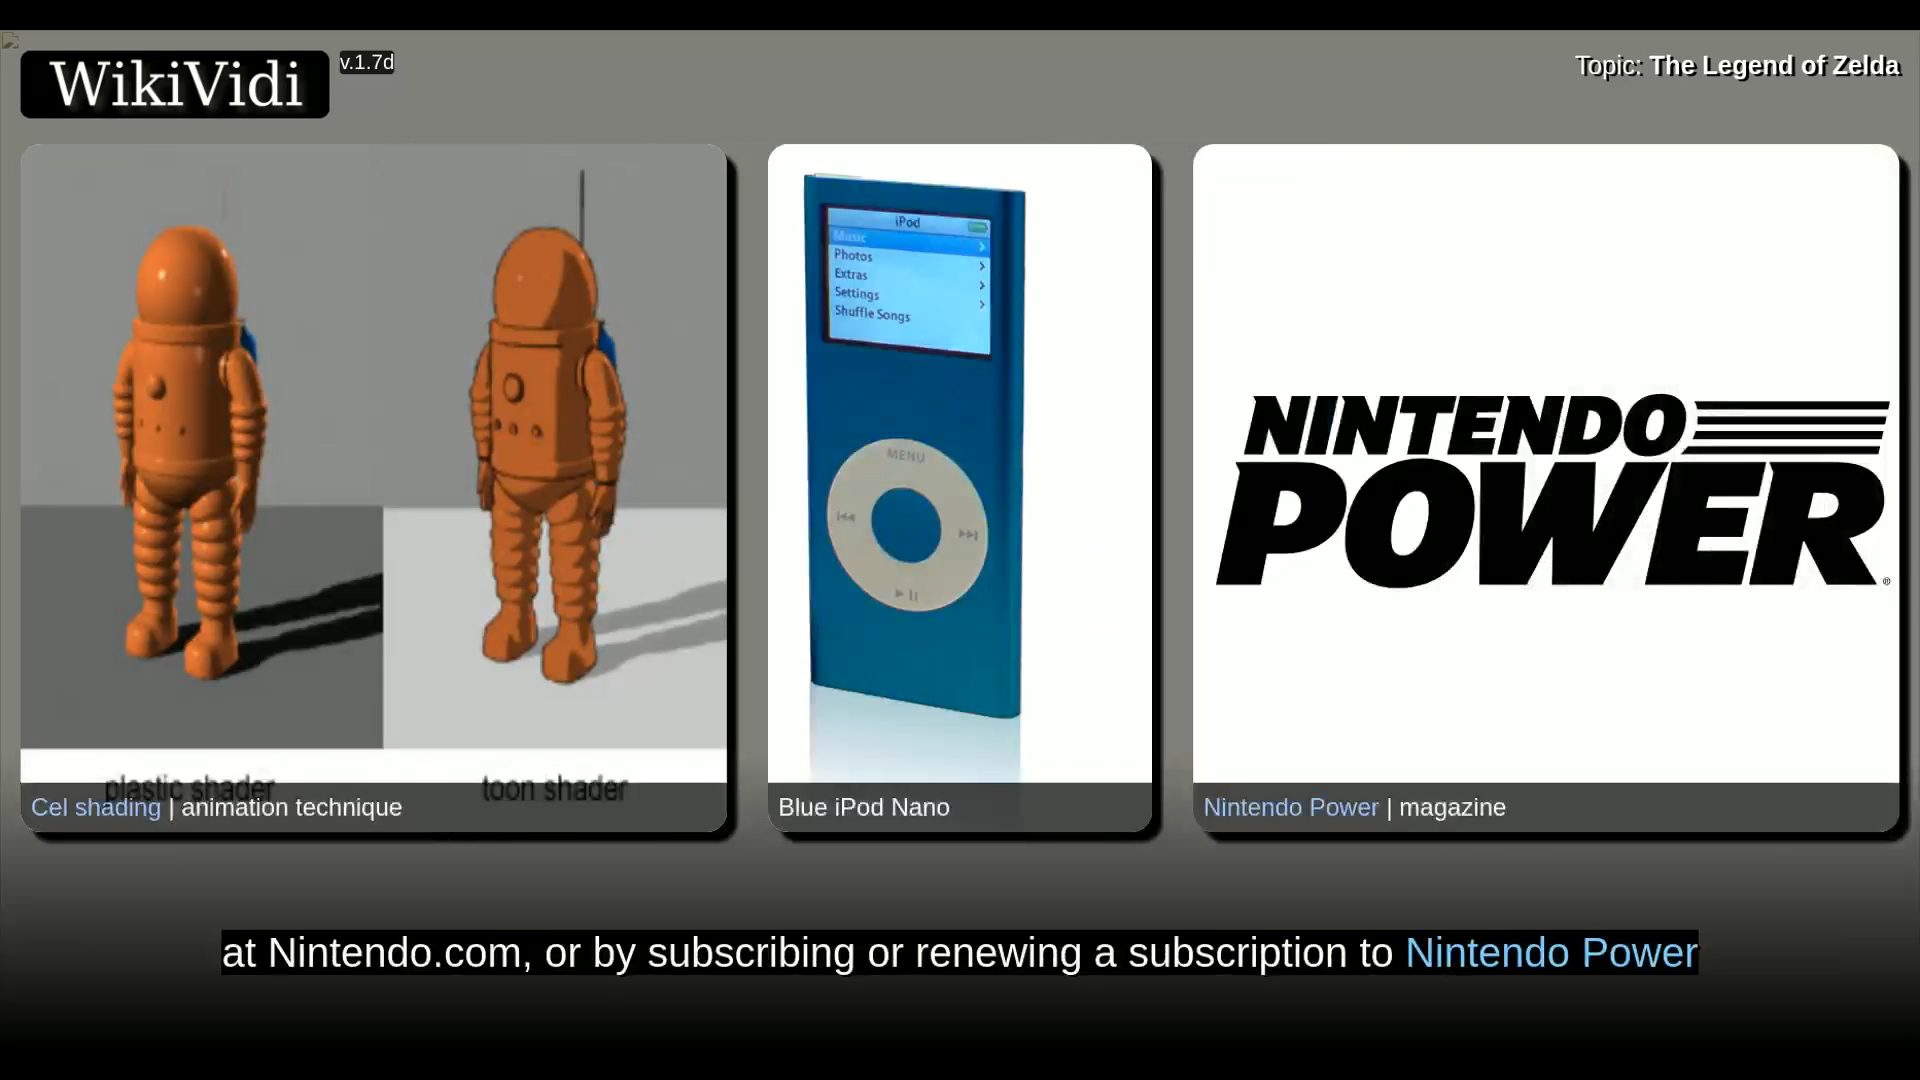 WikiVidi
v.1.7d
Topic: The Legend of Zelda
plastic shader
toon shader
Cel shading | animation technique
iPod
Music
Photos
Extras
Settings
Shuffle Songs
MENU
Blue iPod Nano
NINTENDO
POWER®
Nintendo Power | magazine
at Nintendo.com, or by subscribing or renewing a subscription to Nintendo Power